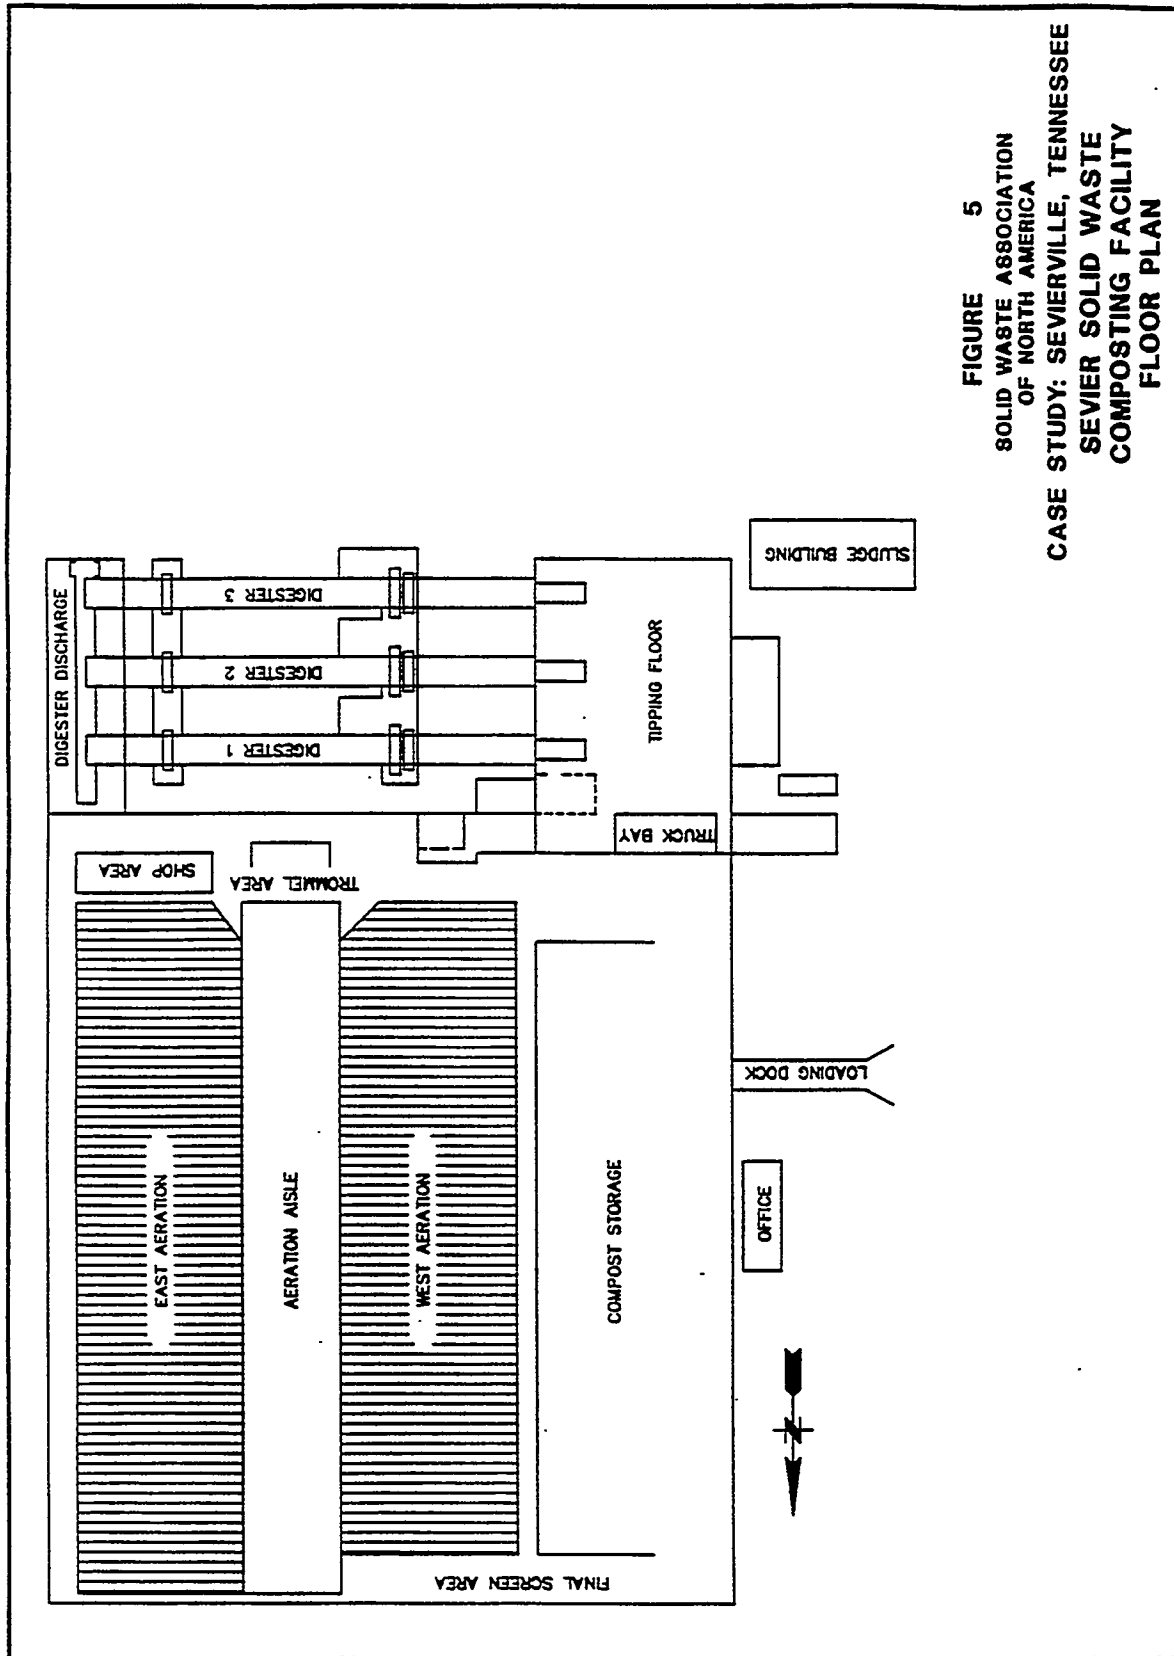 DIGESTER DISCHARGE
DIGESTER 3
DIGESTER 2
DIGESTER 1
SLUDGE BUILDING
TIPPING FLOOR
TRUCK BAY
SHOP AREA
TROMMEL AREA
EAST AERATION
AERATION AISLE
WEST AERATION
COMPOST STORAGE
LOADING DOCK
OFFICE
FINAL SCREEN AREA
N
FIGURE 5
SOLID WASTE ASSOCIATION
OF NORTH AMERICA
CASE STUDY: SEVIERVILLE, TENNESSEE
SEVIER SOLID WASTE
COMPOSTING FACILITY
FLOOR PLAN